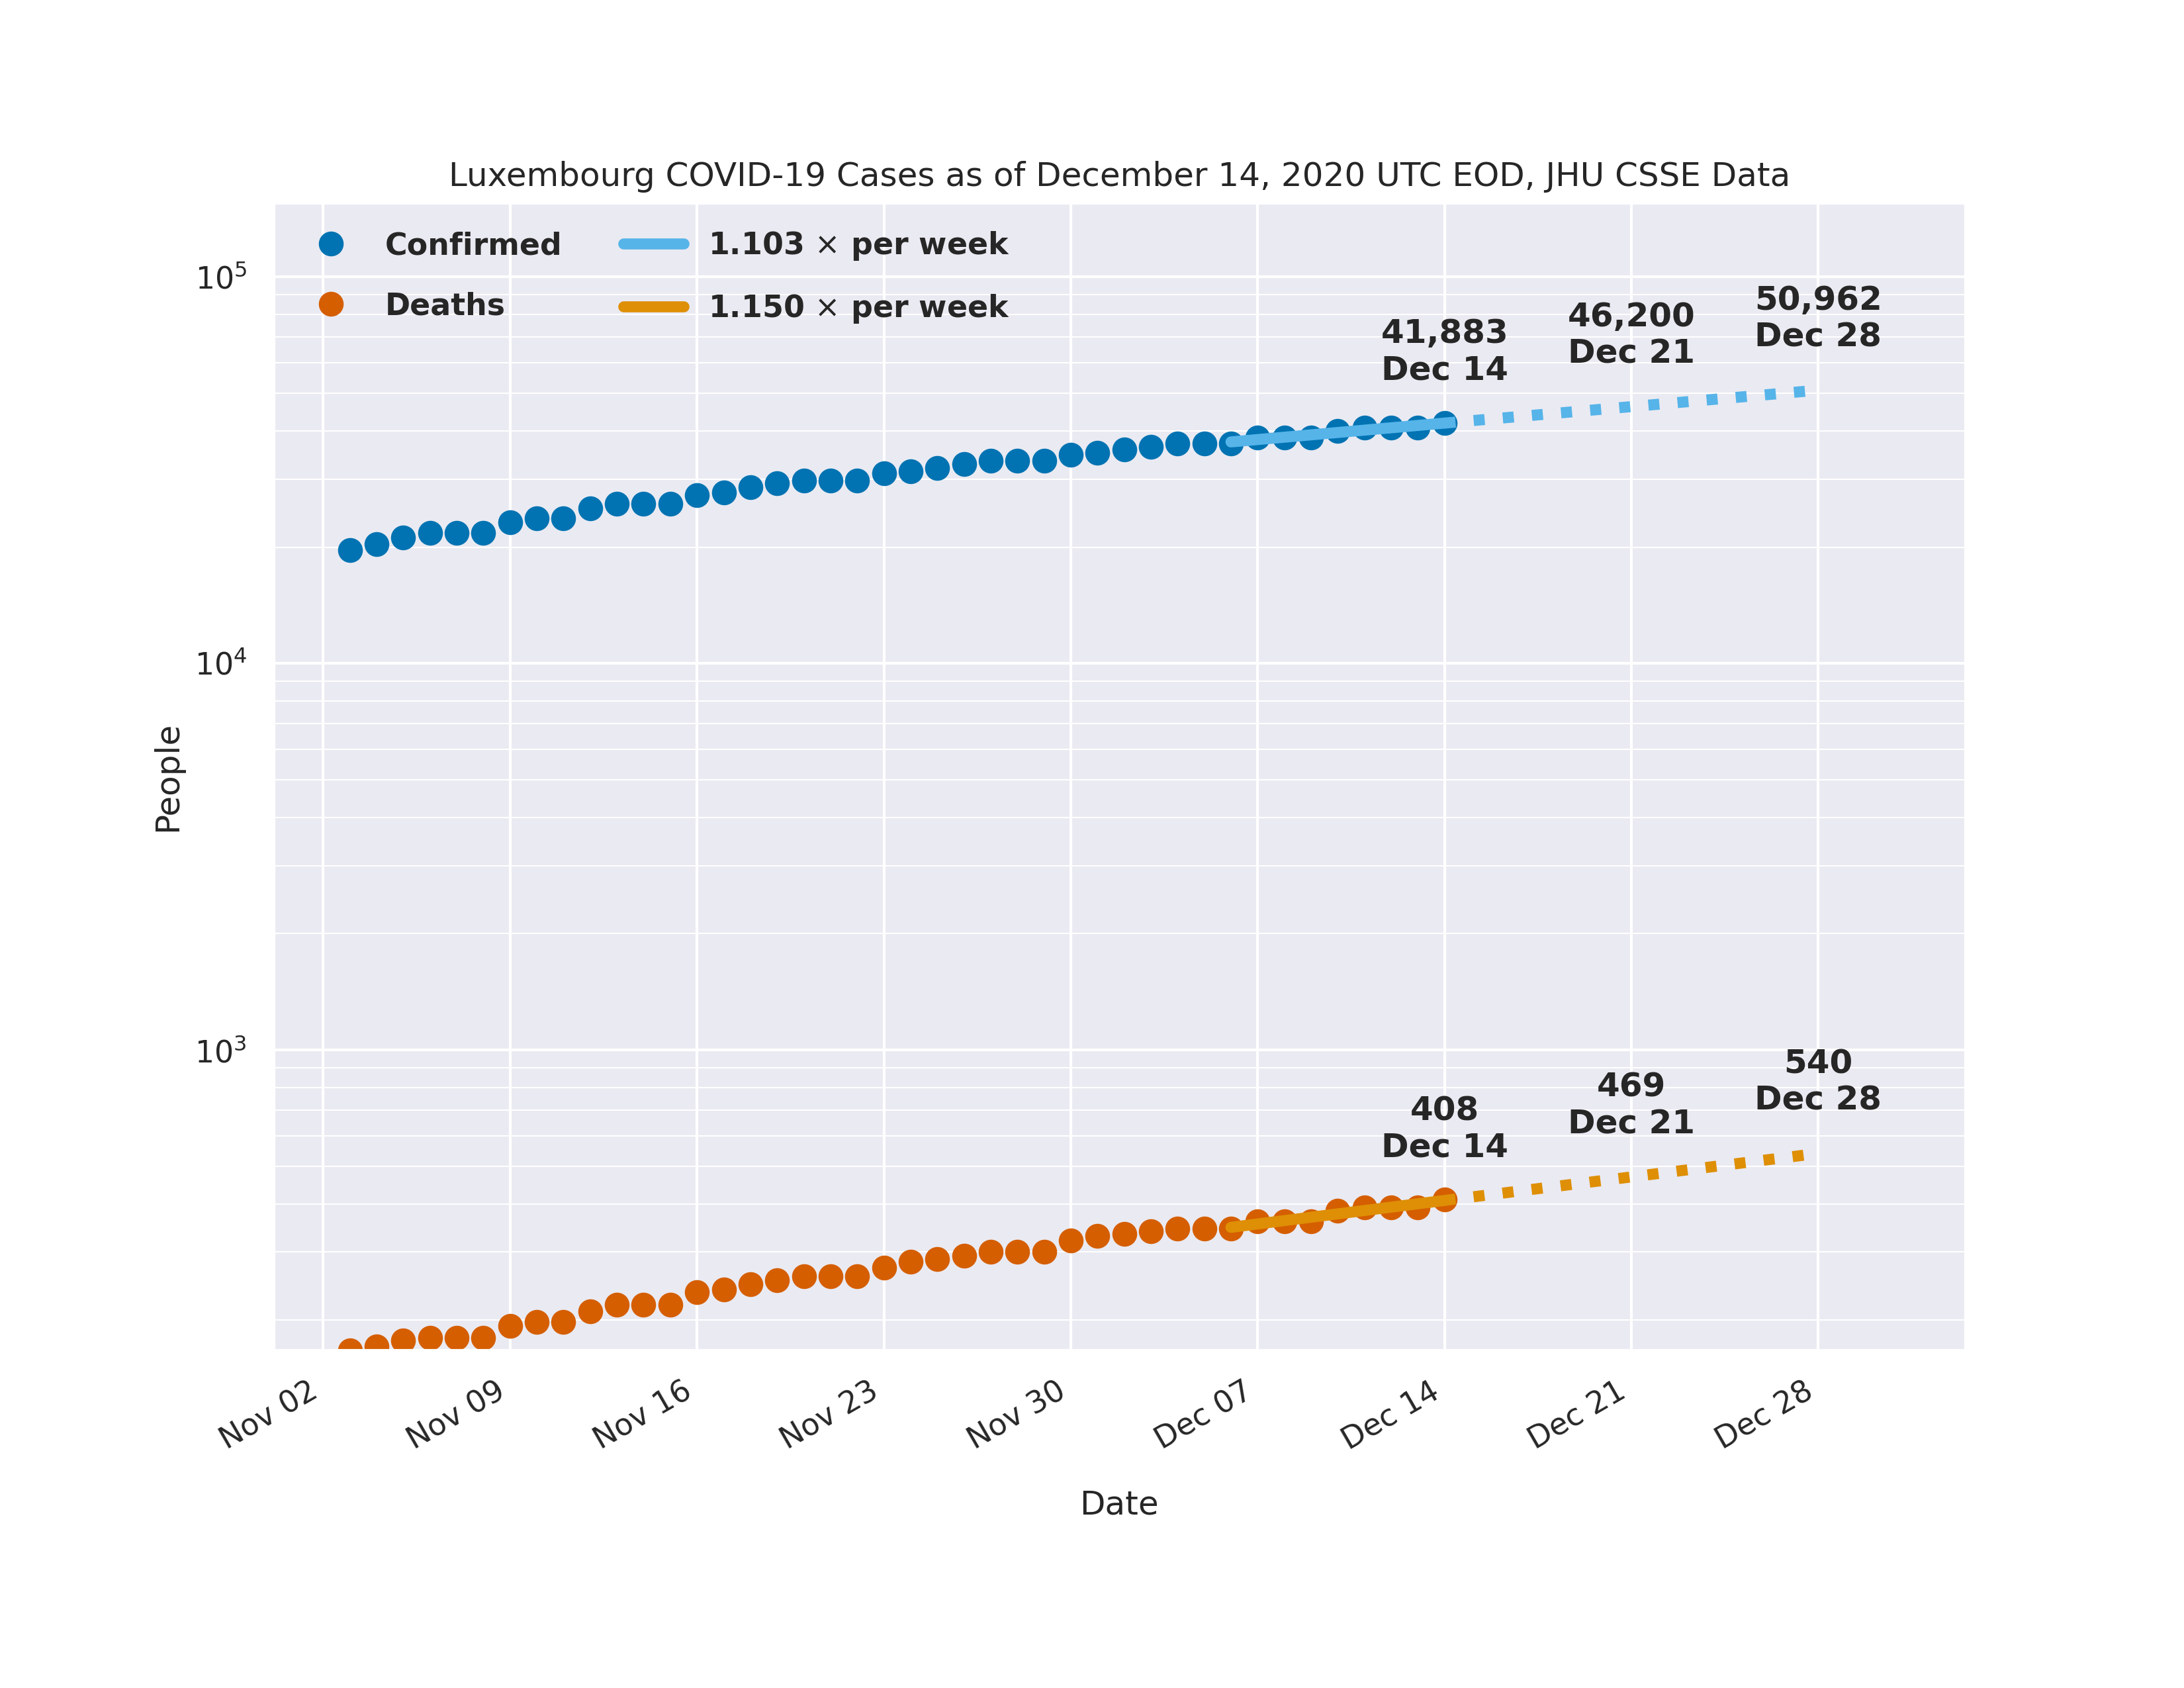 Luxembourg COVID-19 Cases as of December 14, 2020 UTC EOD, JHU CSSE Data
Confirmed
Deaths
1.103 × per week
1.150 × per week
41,883
Dec 14
46,200
Dec 21
50,962
Dec 28
408
Dec 14
469
Dec 21
540
Dec 28
10⁵
10⁴
10³
People
Nov 02
Nov 09
Nov 16
Nov 23
Nov 30
Dec 07
Dec 14
Dec 21
Dec 28
Date